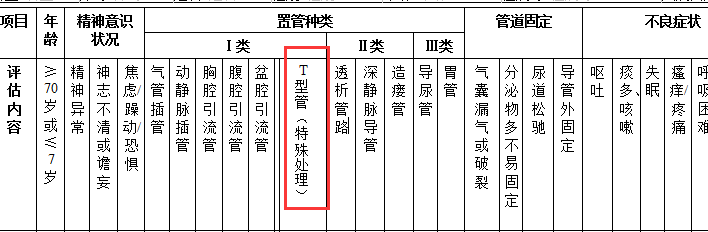 项目
年龄
精神意识状况
置管种类
管道固定
不良症状
Ⅰ类
Ⅱ类
Ⅲ类
评估内容
≥70岁或≤7岁
精神异常
神志不清或谵妄
焦虑/躁动/恐惧
气管插管
动静脉插管
胸腔引流管
腹腔引流管
盆腔引流管
T型管（特殊处理）
透析管路
深静脉导管
造瘘管
导尿管
胃管
气囊漏气或破裂
分泌物多不易固定
尿道松驰
导管外固定
呕吐
痰多、咳嗽
失眠
瘙痒/疼痛
呼吸困难